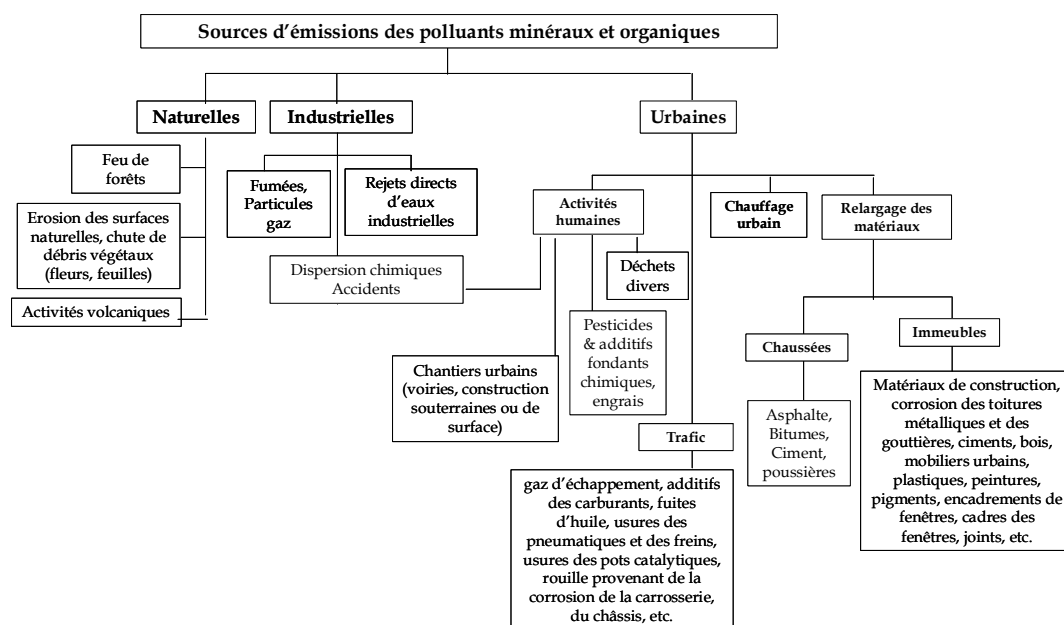 Sources d'émissions des polluants minéraux et organiques
Naturelles
Industrielles
Urbaines
Feu de
forêts
Erosion des surfaces
naturelles, chute de
débris végétaux
(fleurs, feuilles)
Activités volcaniques
Fumées,
Particules
gaz
Rejets directs
d'eaux
industrielles
Dispersion chimiques
Accidents
Activités
humaines
Chauffage
urbain
Relargage des
matériaux
Déchets
divers
Pesticides
& additifs
fondants
chimiques,
engrais
Chantiers urbains
(voiries, construction
souterraines ou de
surface)
Trafic
gaz d'échappement, additifs
des carburants, fuites
d'huile, usures des
pneumatiques et des freins,
usures des pots catalytiques,
rouille provenant de la
corrosion de la carrosserie,
du châssis, etc.
Chaussées
Asphalte,
Bitumes,
Ciment,
poussières
Immeubles
Matériaux de construction,
corrosion des toitures
métalliques et des
gouttières, ciments, bois,
mobiliers urbains,
plastiques, peintures,
pigments, encadrements de
fenêtres, cadres des
fenêtres, joints, etc.